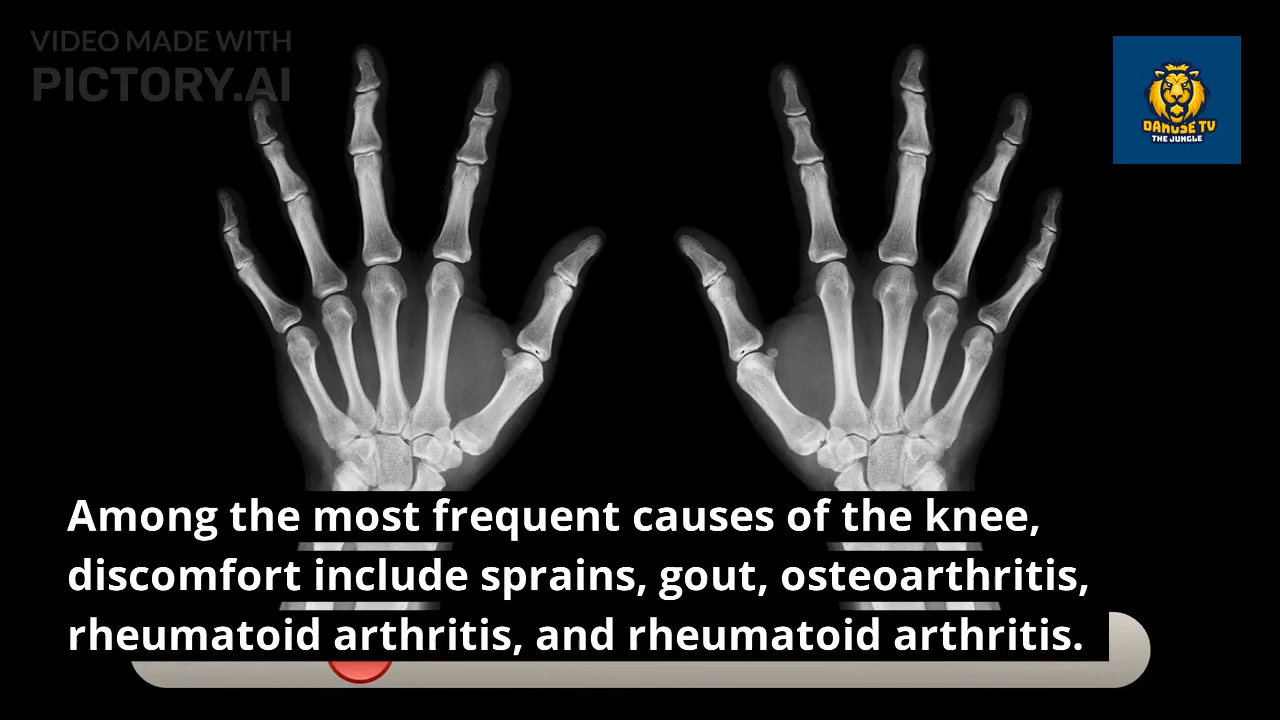 VIDEO MADE WITH
PICTORY.AI
DAMUSE TV
THE JUNGLE
Among the most frequent causes of the knee,
discomfort include sprains, gout, osteoarthritis,
rheumatoid arthritis, and rheumatoid arthritis.